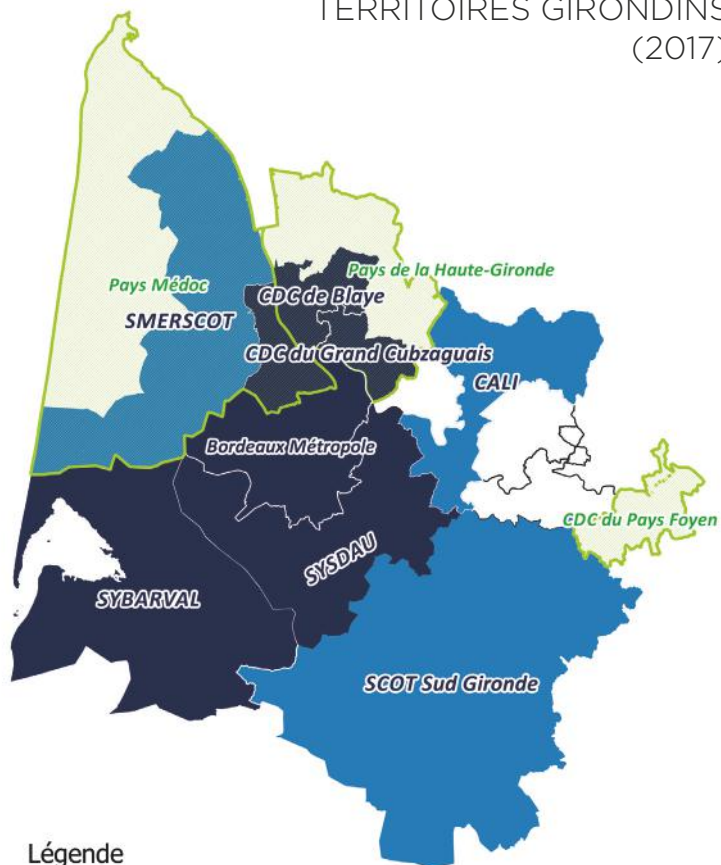 TERRITOIRES GIRONDINS
(2017)
Pays Médoc
SMERSCOT
Pays de la Haute-Gironde
CDC de Blaye
CDC du Grand Cubzaguais
CALI
Bordeaux Métropole
CDC du Pays Foyen
SYSDAU
SYBARVAL
SCOT Sud Gironde
Légende